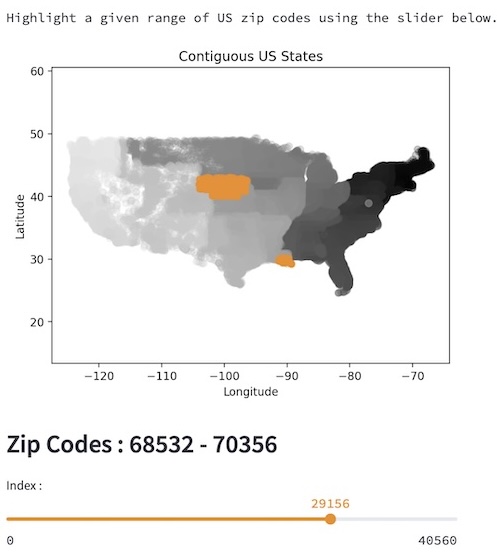 Highlight a given range of US zip codes using the slider below.
Contiguous US States
60
50
40
30
20
Latitude
−120 −110 −100 −90 −80 −70
Longitude
Zip Codes : 68532 - 70356
Index :
29156
0 40560